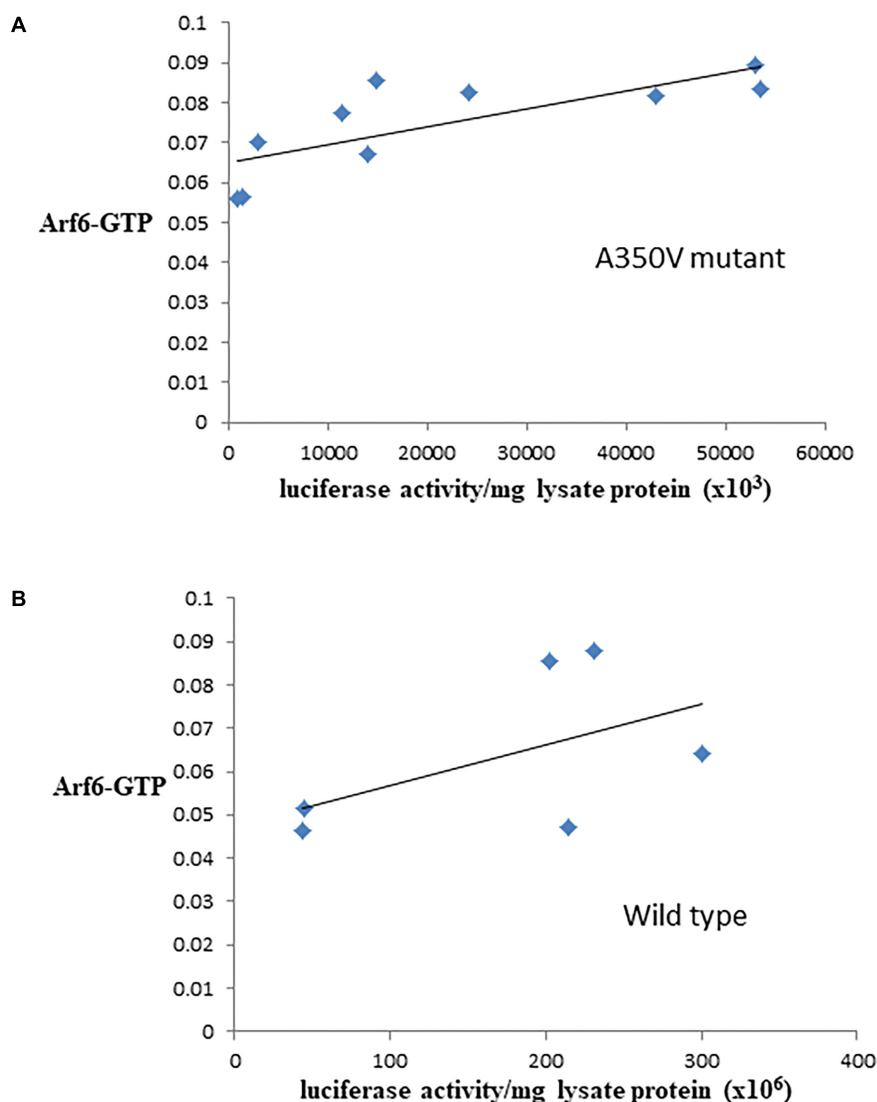 A
0.1
0.09
0.08
0.07
0.06
0.05
0.04
0.03
0.02
0.01
0
Arf6-GTP
A350V mutant
0 10000 20000 30000 40000 50000 60000
luciferase activity/mg lysate protein (x10³)
B
0.1
0.09
0.08
0.07
0.06
0.05
0.04
0.03
0.02
0.01
0
Arf6-GTP
Wild type
0 100 200 300 400
luciferase activity/mg lysate protein (x10⁶)